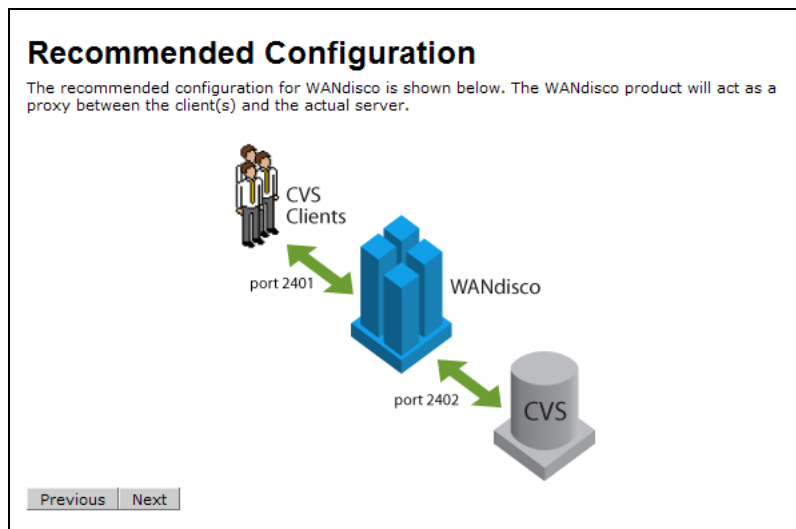 Recommended Configuration
The recommended configuration for WANdisco is shown below. The WANdisco product will act as a
proxy between the client(s) and the actual server.
CVS
Clients
port 2401
WANdisco
port 2402
CVS
Previous Next